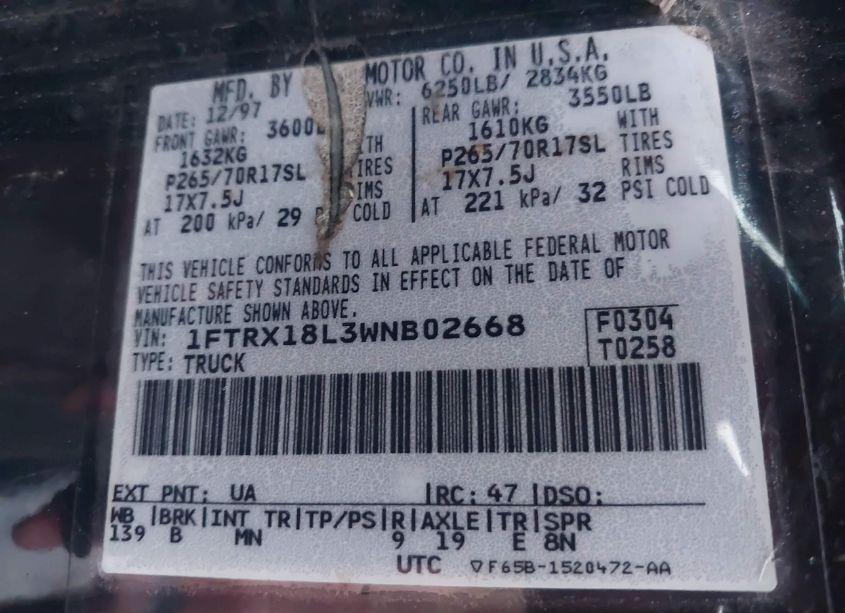 MFD. BY MOTOR CO. IN U.S.A.
DATE: 12/97 VWR: 6250LB/ 2834KG
FRONT GAWR: 3600L REAR GAWR: 3550LB
1632KG WITH 1610KG WITH
P265/70R17SL TIRES P265/70R17SL TIRES
17X7.5J RIMS 17X7.5J RIMS
AT 200 kPa/ 29 PSI COLD AT 221 kPa/ 32 PSI COLD
THIS VEHICLE CONFORMS TO ALL APPLICABLE FEDERAL MOTOR
VEHICLE SAFETY STANDARDS IN EFFECT ON THE DATE OF
MANUFACTURE SHOWN ABOVE.
VIN: 1FTRX18L3WNB02668 F0304
TYPE: TRUCK T0258
EXT PNT: UA RC: 47 DSO:
WB BRK INT TR TP/PS R AXLE TR SPR
139 B MN 9 19 E 8N
UTC ▽F65B-1520472-AA